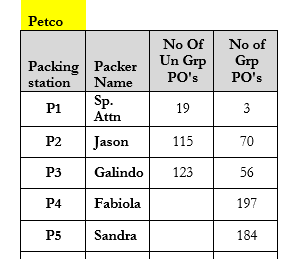 Petco
Packing station Packer Name No Of Un Grp PO's No of Grp PO's
P1 Sp. Attn 19 3
P2 Jason 115 70
P3 Galindo 123 56
P4 Fabiola 197
P5 Sandra 184